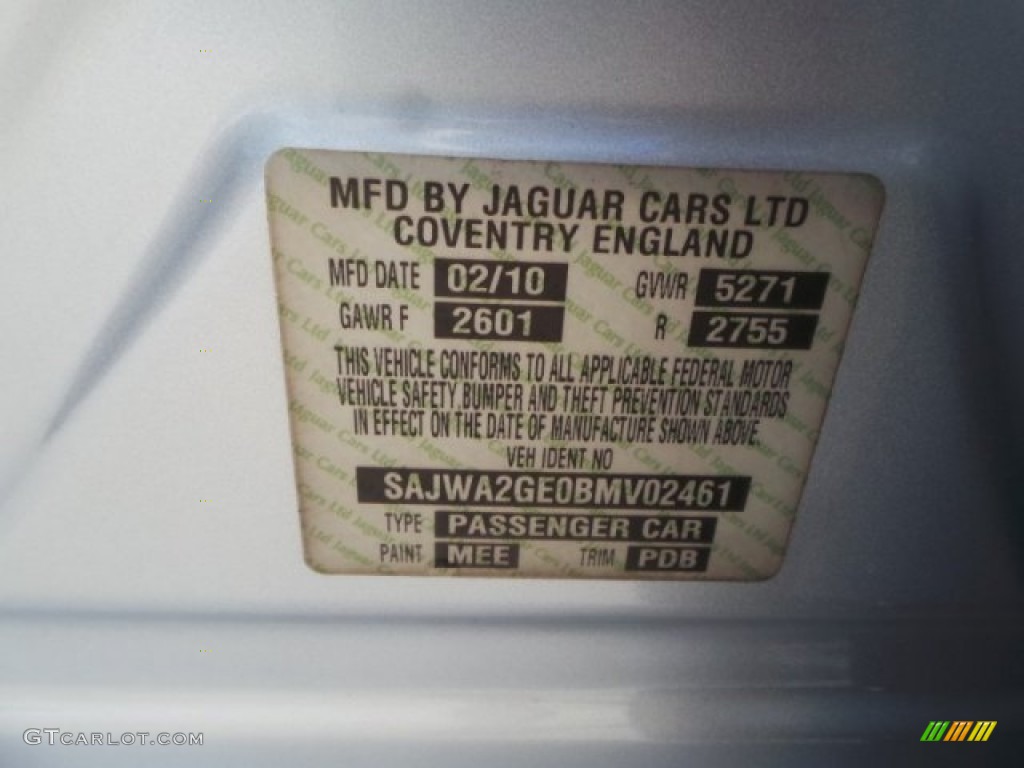 MFD BY JAGUAR CARS LTD
COVENTRY ENGLAND
MFD DATE 02/10 GVWR 5271
GAWR F 2601 R 2755
THIS VEHICLE CONFORMS TO ALL APPLICABLE FEDERAL MOTOR
VEHICLE SAFETY BUMPER AND THEFT PREVENTION STANDARDS
IN EFFECT ON THE DATE OF MANUFACTURE SHOWN ABOVE.
VEH IDENT NO
SAJWA2GE0BMV02461
TYPE PASSENGER CAR
PAINT MEE TRIM PDB
GTCARLOT.COM